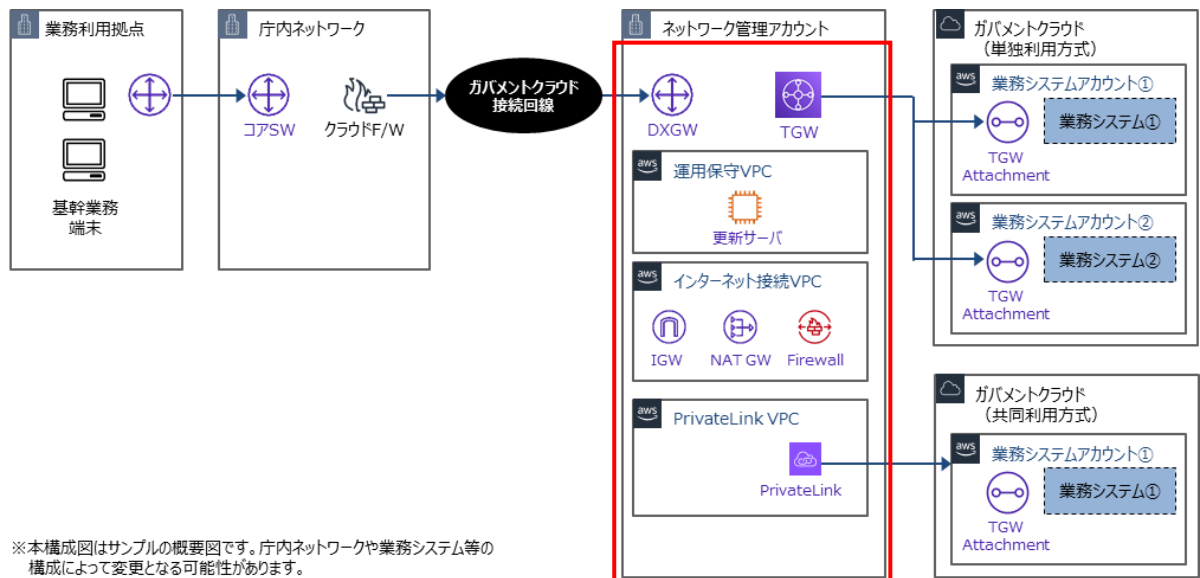 業務利用拠点
基幹業務
端末
庁内ネットワーク
コアSW
クラウドF/W
ガバメントクラウド
接続回線
ネットワーク管理アカウント
DXGW
TGW
aws
運用保守VPC
更新サーバ
aws
インターネット接続VPC
IGW
NAT GW
Firewall
aws
PrivateLink VPC
PrivateLink
ガバメントクラウド
（単独利用方式）
aws
業務システムアカウント①
業務システム①
TGW
Attachment
aws
業務システムアカウント②
業務システム②
TGW
Attachment
ガバメントクラウド
（共同利用方式）
aws
業務システムアカウント①
業務システム①
TGW
Attachment
※本構成図はサンプルの概要図です。庁内ネットワークや業務システム等の
構成によって変更となる可能性があります。